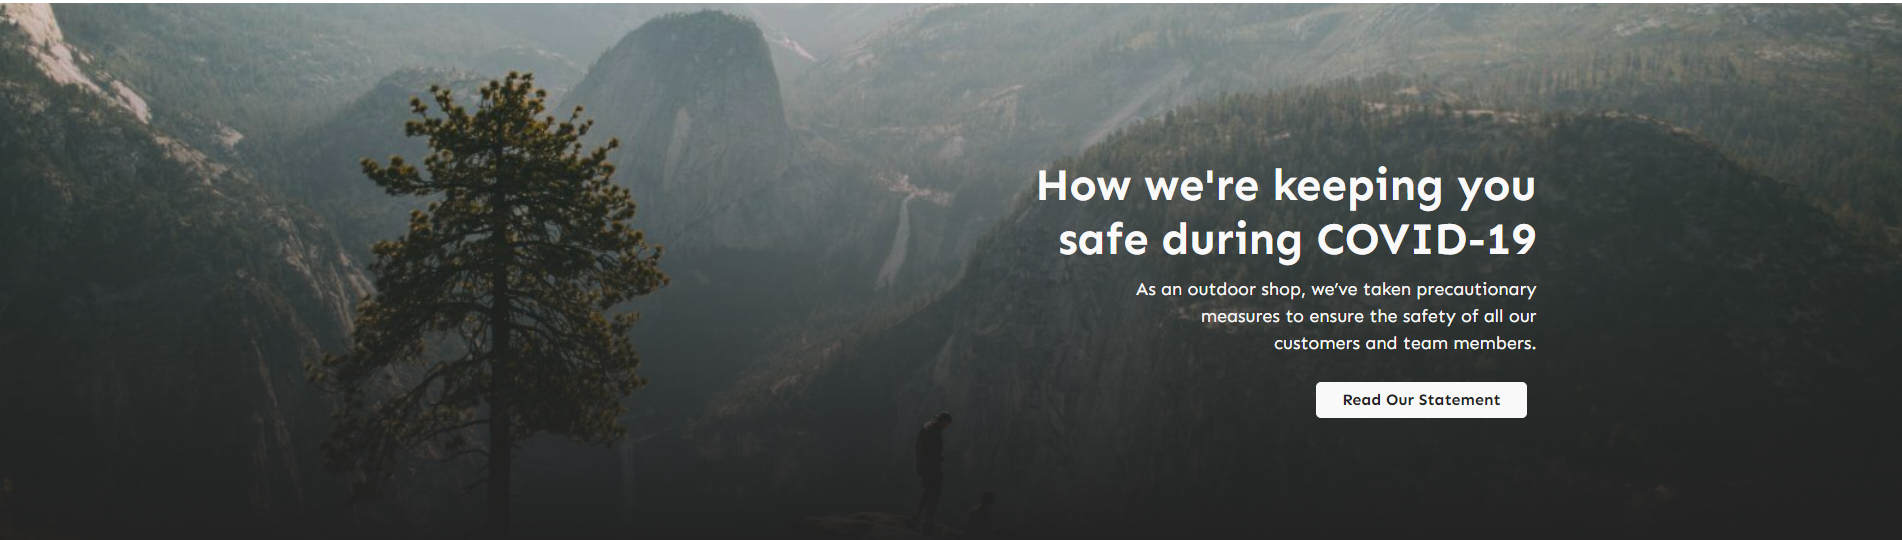 How we're keeping you
safe during COVID-19
As an outdoor shop, we’ve taken precautionary
measures to ensure the safety of all our
customers and team members.
Read Our Statement